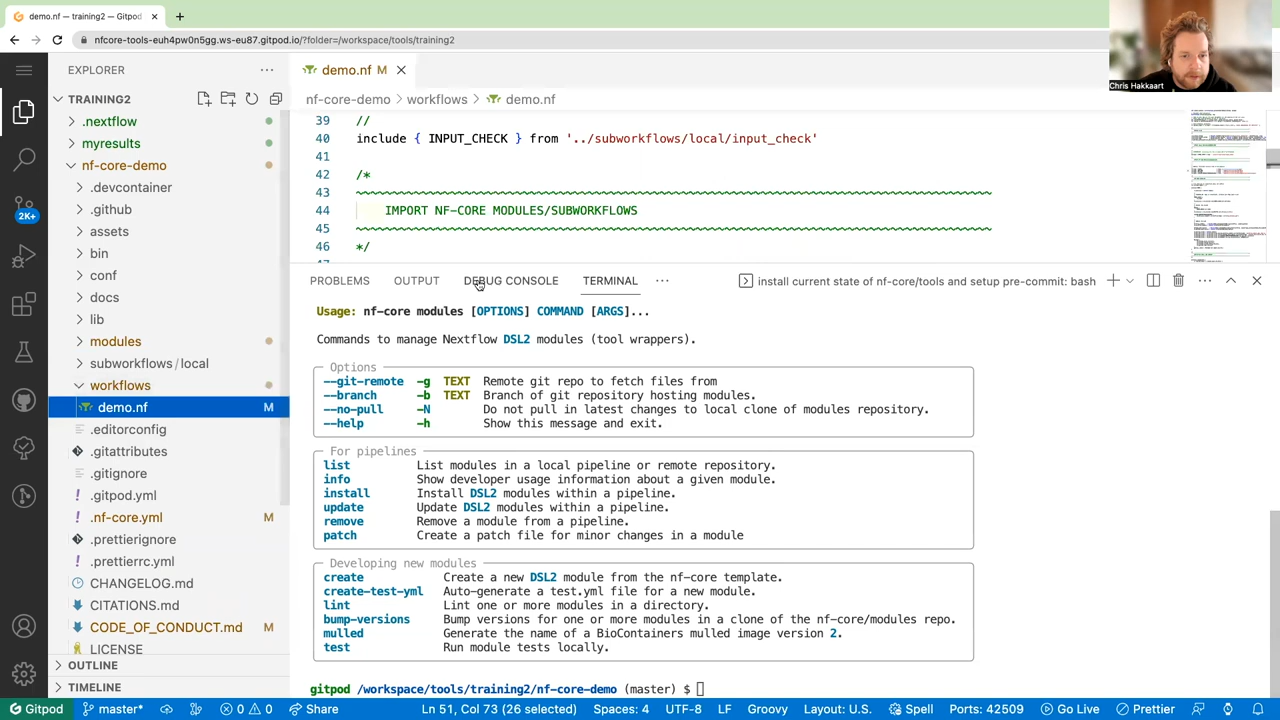 demo.nf — training2 — Gitpod
nfcore-tools-euh4pw0n5gg.ws-eu87.gitpod.io/?folder=/workspace/tools/training2
Chris Hakkaart
EXPLORER
demo.nf M
TRAINING2
nf-core-demo > workflows > demo.nf
.nextflow
myresults
nf-core-demo
.devcontainer
.github
assets
bin
conf
docs
lib
modules
subworkflows / local
workflows
demo.nf M
.editorconfig
.gitattributes
.gitignore
.gitpod.yml
.nf-core.yml M
.prettierignore
.prettierrc.yml
CHANGELOG.md
CITATIONS.md
CODE_OF_CONDUCT.md M
LICENSE
OUTLINE
TIMELINE
2K+
39 //
40
41
42
43
44 IMPORT NF-CORE MODULES/SUBWORKFLOWS
45
PROBLEMS OUTPUT DEBUG CONSOLE TERMINAL
install current state of nf-core/tools and setup pre-commit: bash
Usage: nf-core modules [OPTIONS] COMMAND [ARGS]...
Commands to manage Nextflow DSL2 modules (tool wrappers).
Options
--git-remote -g TEXT Remote git repo to fetch files from
--branch -b TEXT Branch of git repository hosting modules.
--no-pull -N Do not pull in latest changes to local clone of modules repository.
--help -h Show this message and exit.
For pipelines
list List modules in a local pipeline or remote repository.
info Show developer usage information about a given module.
install Install DSL2 modules within a pipeline.
update Update DSL2 modules within a pipeline.
remove Remove a module from a pipeline.
patch Create a patch file for minor changes in a module
Developing new modules
create Create a new DSL2 module from the nf-core template.
create-test-yml Auto-generate a test.yml file for a new module.
lint Lint one or more modules in a directory.
bump-versions Bump versions for one or more modules in a clone of the nf-core/modules repo.
mulled Generate the name of a BioContainers mulled image version 2.
test Run module tests locally.
gitpod /workspace/tools/training2/nf-core-demo (master) $
Gitpod master* 0 0 Share Ln 51, Col 73 (26 selected) Spaces: 4 UTF-8 LF Groovy Layout: U.S. Spell Ports: 42509 Go Live Prettier